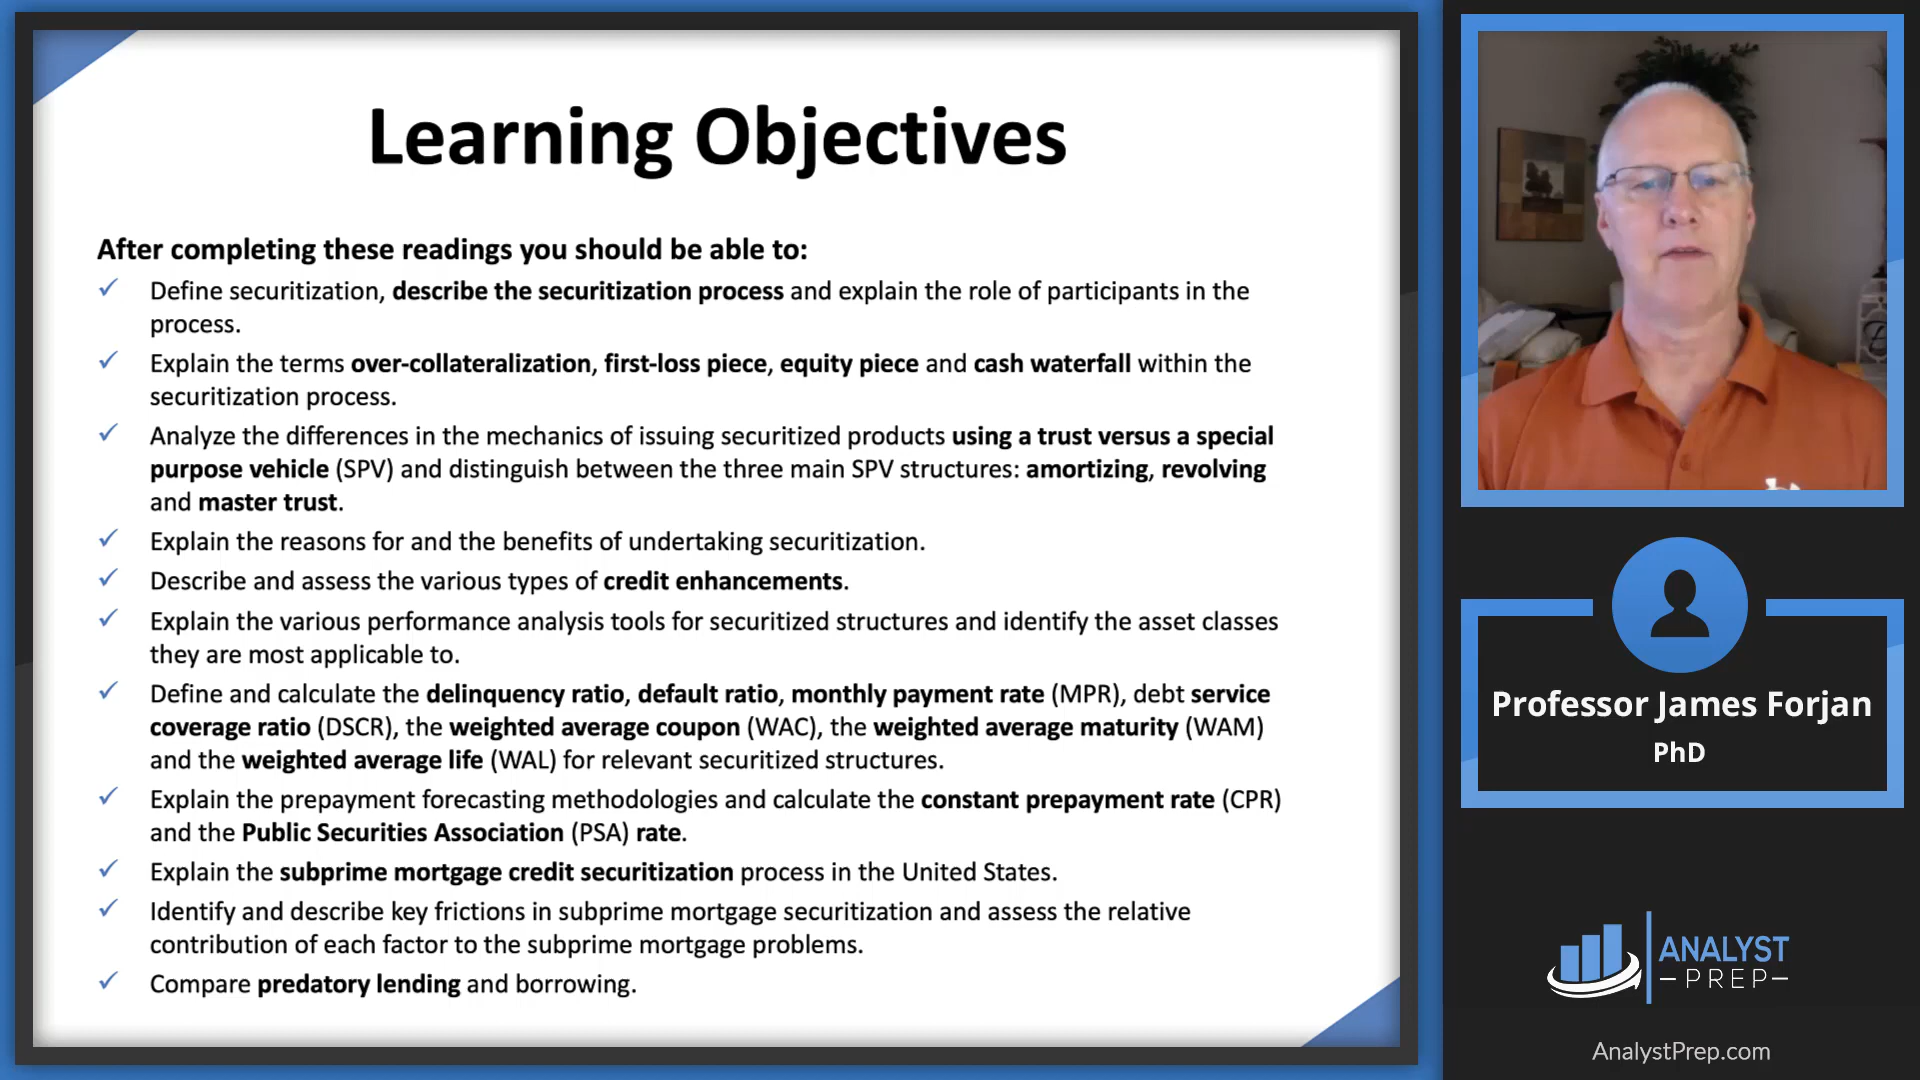 Learning Objectives
After completing these readings you should be able to:
✓ Define securitization, describe the securitization process and explain the role of participants in the
process.
✓ Explain the terms over-collateralization, first-loss piece, equity piece and cash waterfall within the
securitization process.
✓ Analyze the differences in the mechanics of issuing securitized products using a trust versus a special
purpose vehicle (SPV) and distinguish between the three main SPV structures: amortizing, revolving
and master trust.
✓ Explain the reasons for and the benefits of undertaking securitization.
✓ Describe and assess the various types of credit enhancements.
✓ Explain the various performance analysis tools for securitized structures and identify the asset classes
they are most applicable to.
✓ Define and calculate the delinquency ratio, default ratio, monthly payment rate (MPR), debt service
coverage ratio (DSCR), the weighted average coupon (WAC), the weighted average maturity (WAM)
and the weighted average life (WAL) for relevant securitized structures.
✓ Explain the prepayment forecasting methodologies and calculate the constant prepayment rate (CPR)
and the Public Securities Association (PSA) rate.
✓ Explain the subprime mortgage credit securitization process in the United States.
✓ Identify and describe key frictions in subprime mortgage securitization and assess the relative
contribution of each factor to the subprime mortgage problems.
✓ Compare predatory lending and borrowing.
Professor James Forjan
PhD
ANALYST
PREP
AnalystPrep.com